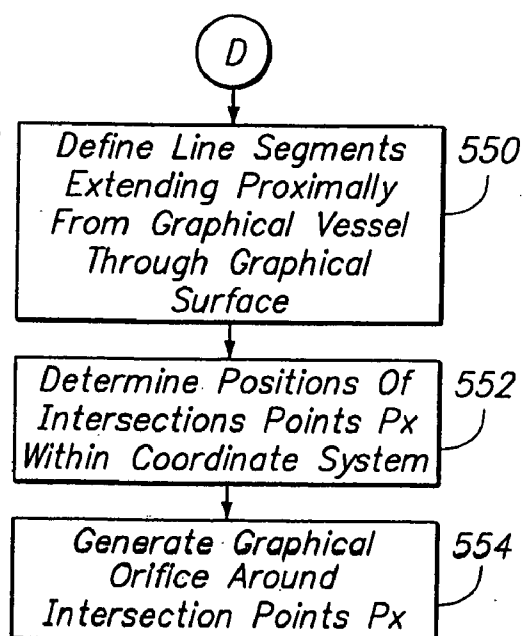 D
Define Line Segments
Extending Proximally
From Graphical Vessel
Through Graphical
Surface
550
Determine Positions Of
Intersections Points Px
Within Coordinate System
552
Generate Graphical
Orifice Around
Intersection Points Px
554